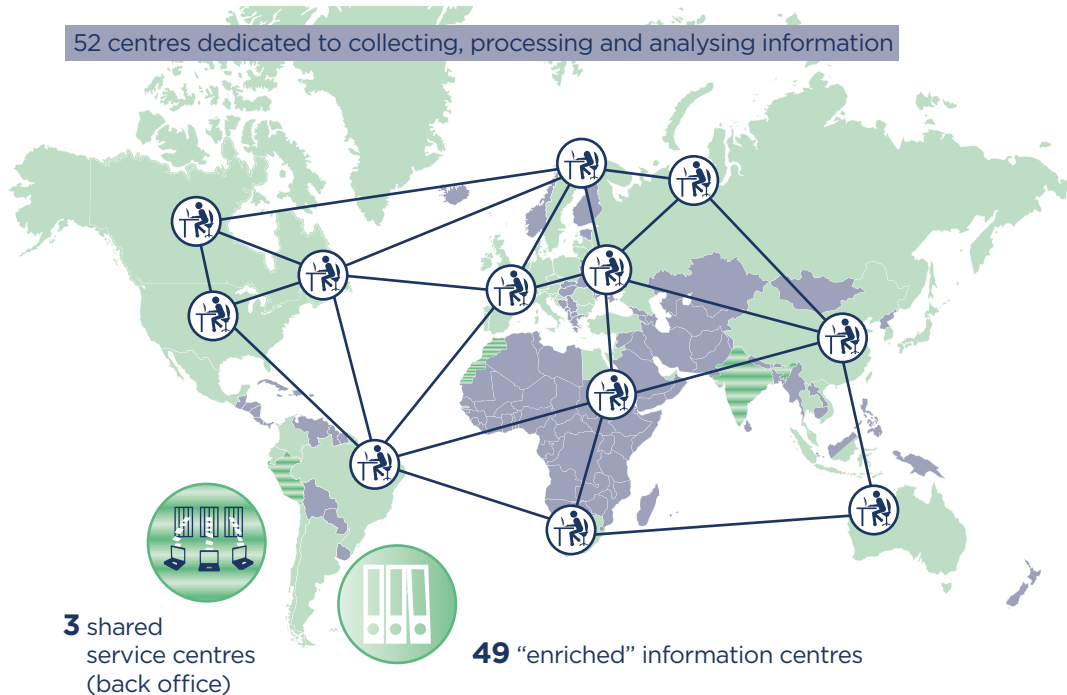 52 centres dedicated to collecting, processing and analysing information
3 shared
service centres
(back office)
49 “enriched” information centres